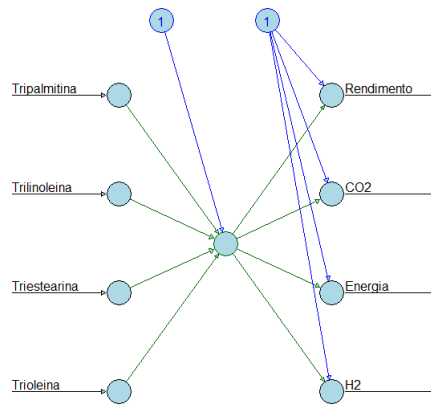 1 1
Tripalmitina Rendimento
Trilinoleina CO2
Triestearina Energia
Trioleina H2